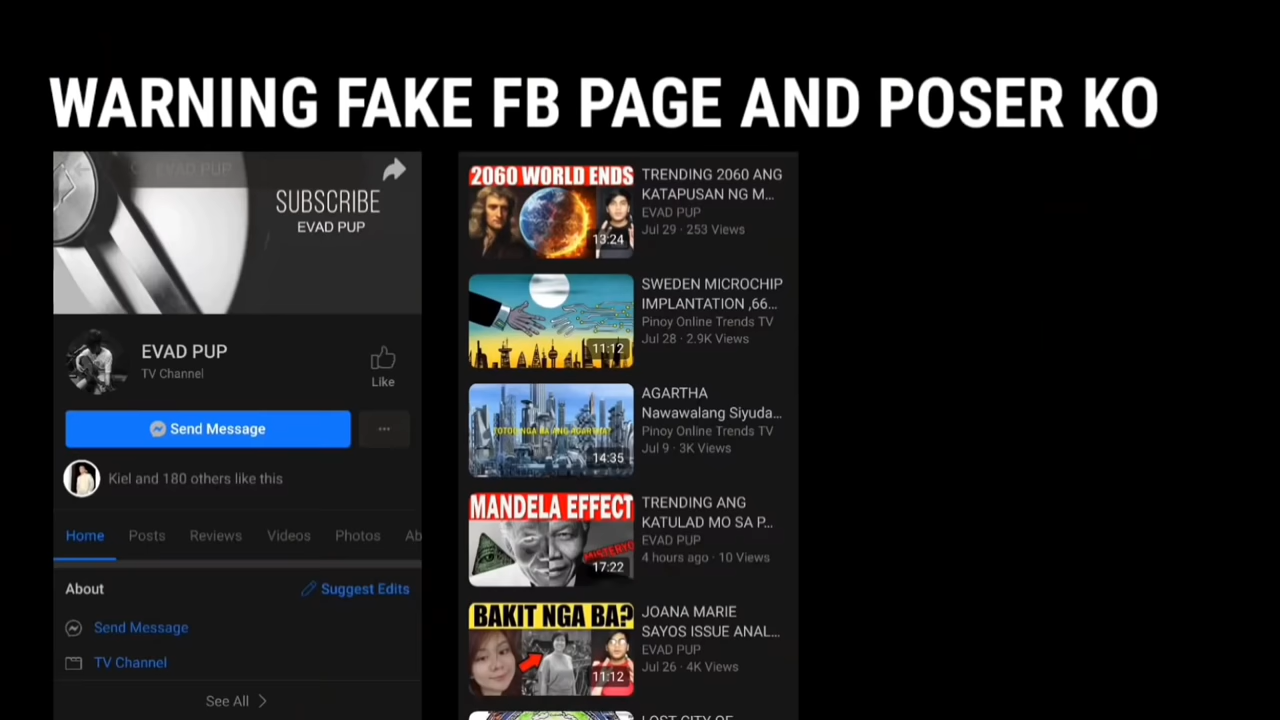 WARNING FAKE FB PAGE AND POSER KO
EVAD PUP
SUBSCRIBE
EVAD PUP
EVAD PUP
TV Channel
Like
Send Message
Kiel and 180 others like this
Home Posts Reviews Videos Photos Ab
About
Suggest Edits
Send Message
TV Channel
See All
2060 WORLD ENDS
13:24
TRENDING 2060 ANG
KATAPUSAN NG M...
EVAD PUP
Jul 29 · 253 Views
11:12
SWEDEN MICROCHIP
IMPLANTATION ,66...
Pinoy Online Trends TV
Jul 28 · 2.9K Views
14:35
AGARTHA
Nawawalang Siyuda...
Pinoy Online Trends TV
Jul 9 · 3K Views
MANDELA EFFECT
MISTERYO
17:22
TRENDING ANG
KATULAD MO SA P...
EVAD PUP
4 hours ago · 10 Views
BAKIT NGA BA?
11:12
JOANA MARIE
SAYOS ISSUE ANAL...
EVAD PUP
Jul 26 · 4K Views